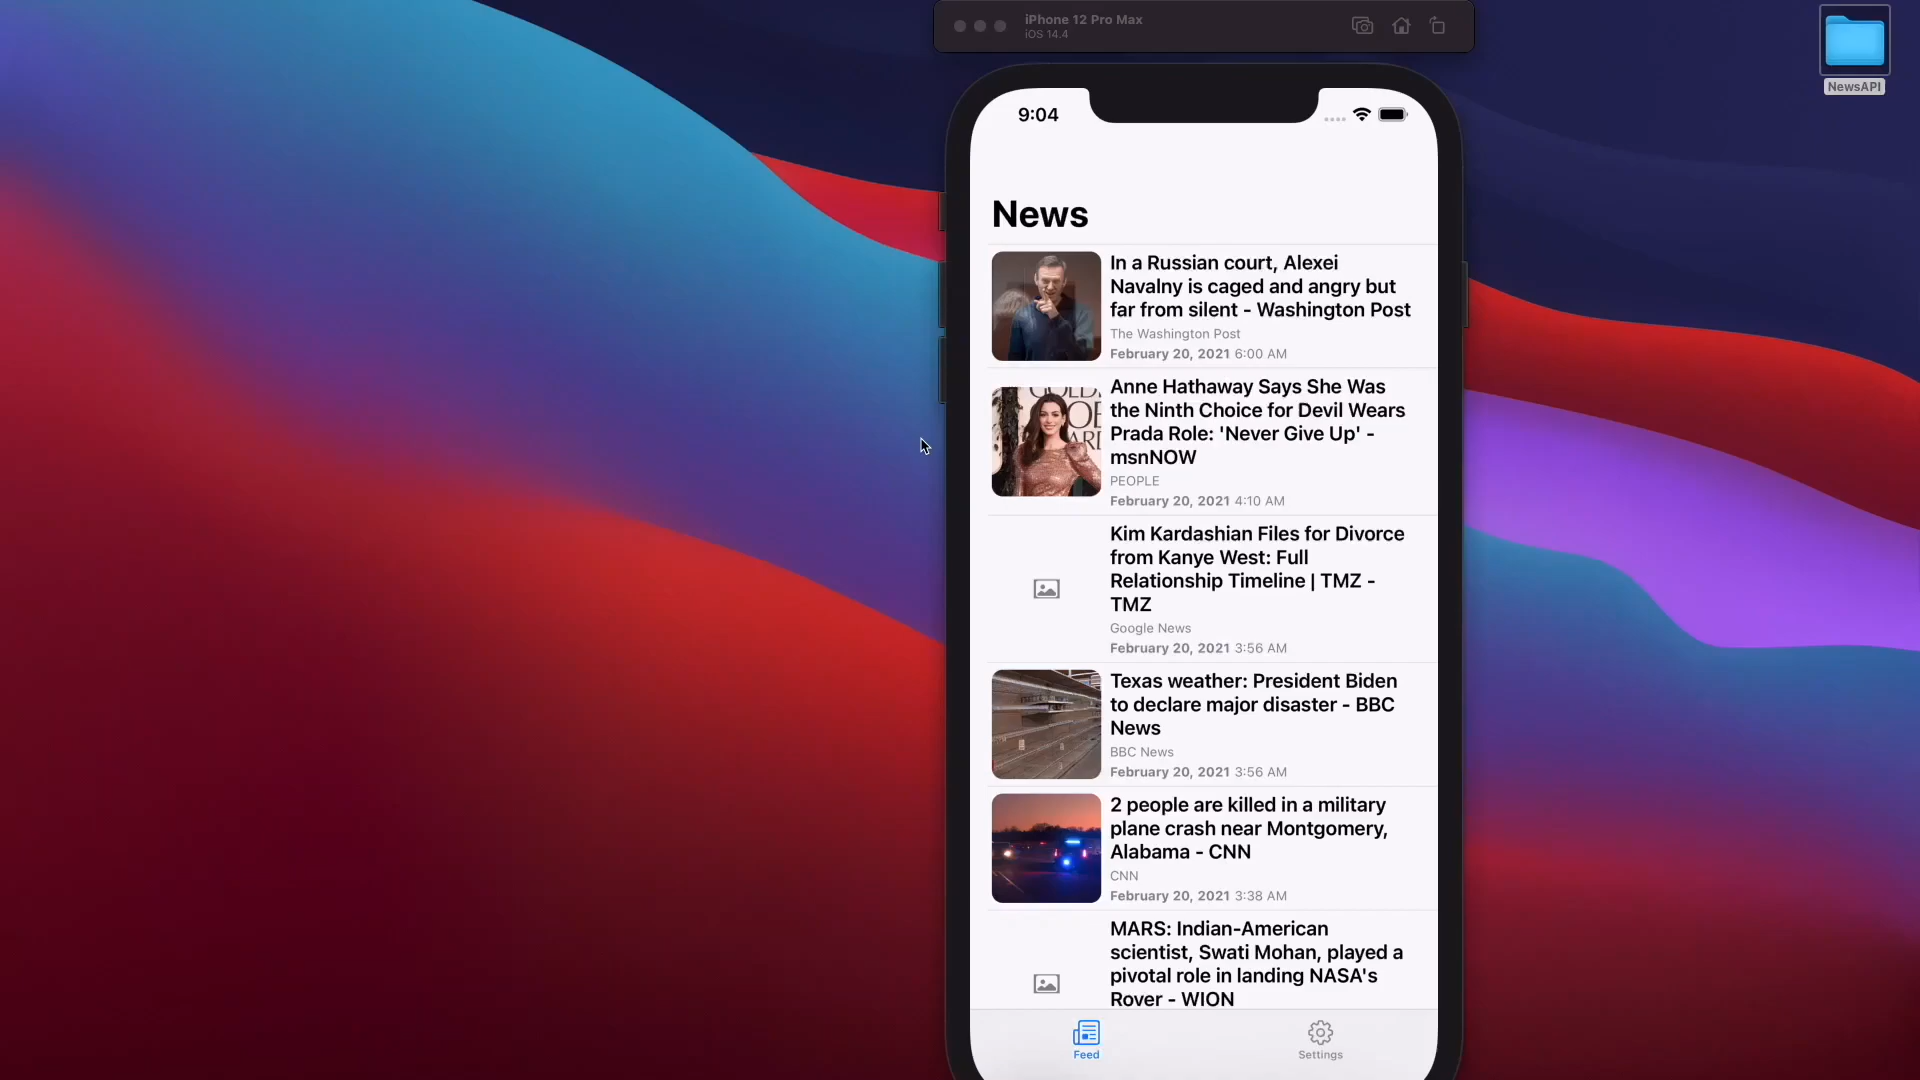 iPhone 12 Pro Max
iOS 14.4
NewsAPI
9:04
News
In a Russian court, Alexei
Navalny is caged and angry but
far from silent - Washington Post
The Washington Post
February 20, 2021 6:00 AM
Anne Hathaway Says She Was
the Ninth Choice for Devil Wears
Prada Role: 'Never Give Up' -
msnNOW
PEOPLE
February 20, 2021 4:10 AM
Kim Kardashian Files for Divorce
from Kanye West: Full
Relationship Timeline | TMZ -
TMZ
Google News
February 20, 2021 3:56 AM
Texas weather: President Biden
to declare major disaster - BBC
News
BBC News
February 20, 2021 3:56 AM
2 people are killed in a military
plane crash near Montgomery,
Alabama - CNN
CNN
February 20, 2021 3:38 AM
MARS: Indian-American
scientist, Swati Mohan, played a
pivotal role in landing NASA's
Rover - WION
Feed
Settings